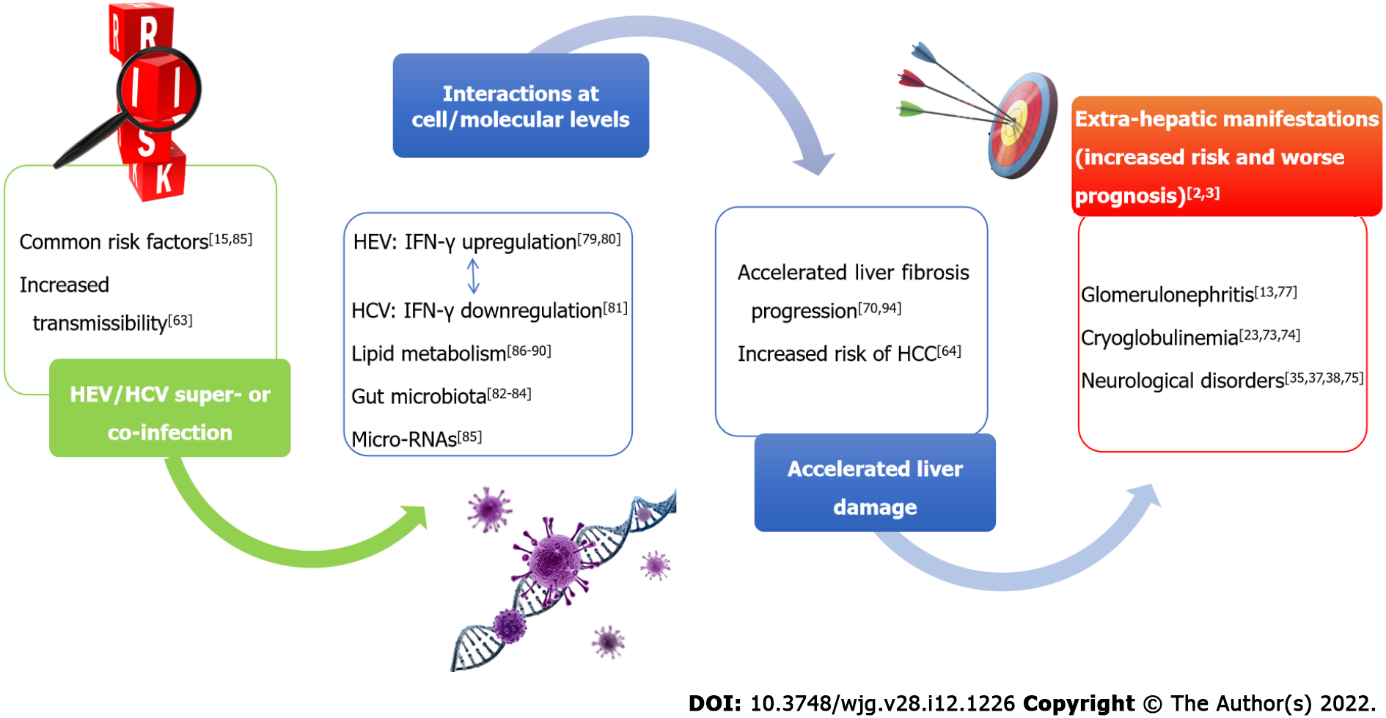 R R
I I
S
K K
Common risk factors[15,85]
Increased
transmissibility[63]
HEV/HCV super- or
co-infection
Interactions at
cell/molecular levels
HEV: IFN-γ upregulation[79,80]
HCV: IFN-γ downregulation[81]
Lipid metabolism[86-90]
Gut microbiota[82-84]
Micro-RNAs[85]
Accelerated liver fibrosis
progression[70,94]
Increased risk of HCC[64]
Accelerated liver
damage
Extra-hepatic manifestations
(increased risk and worse
prognosis)[2,3]
Glomerulonephritis[13,77]
Cryoglobulinemia[23,73,74]
Neurological disorders[35,37,38,75]
DOI: 10.3748/wjg.v28.i12.1226 Copyright © The Author(s) 2022.